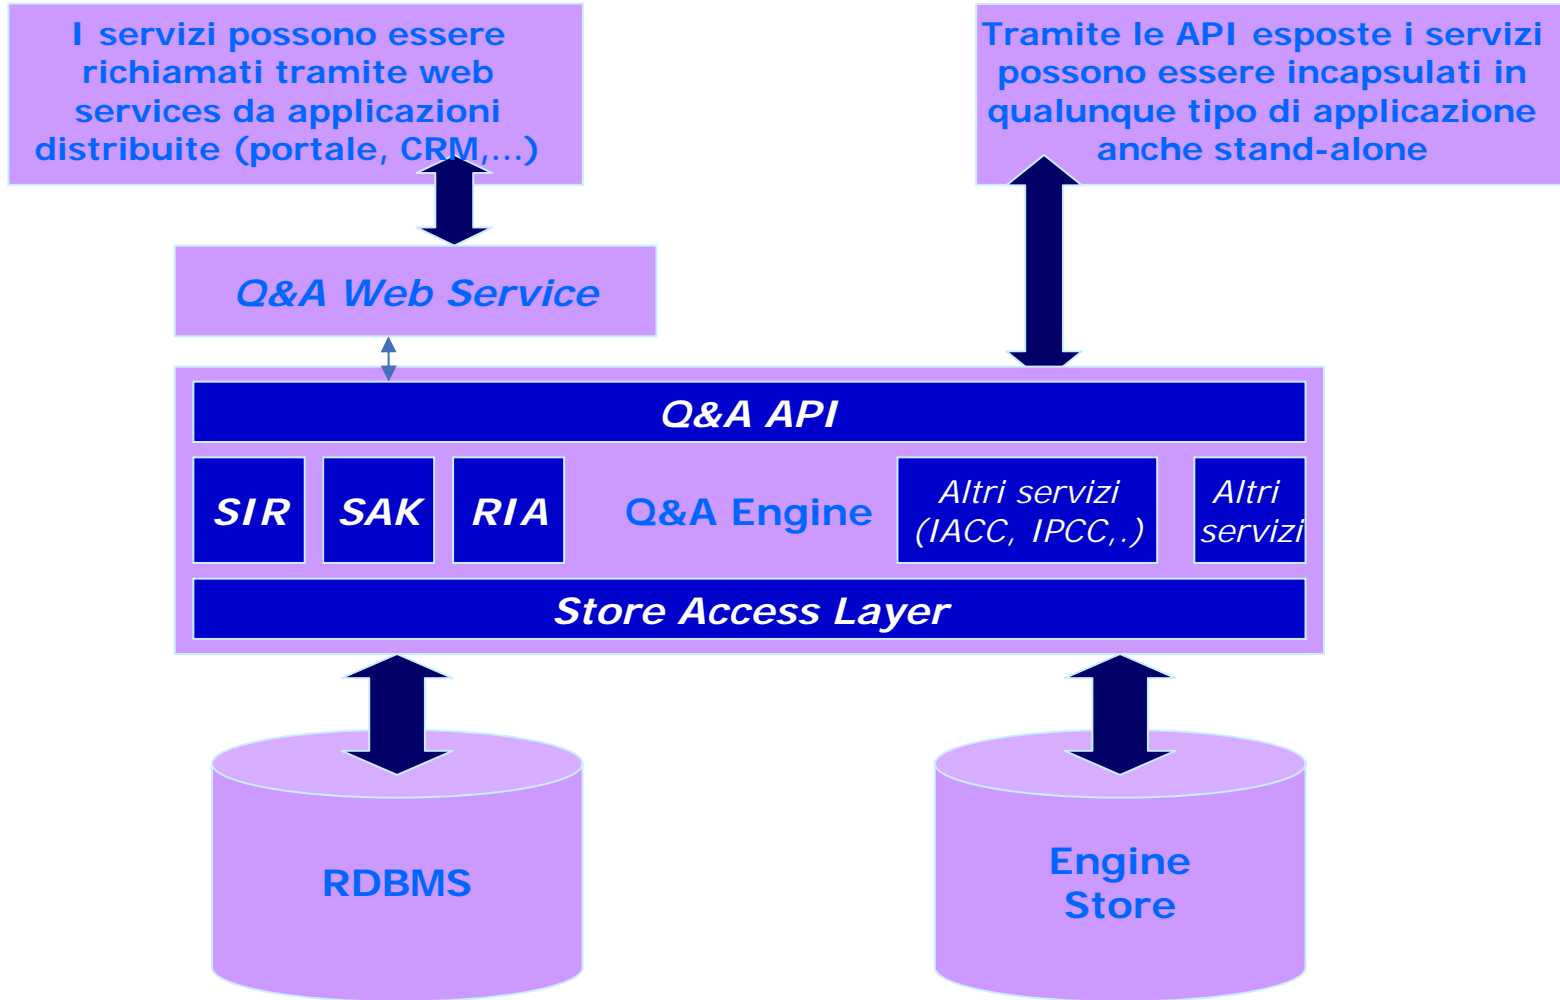 I servizi possono essere
richiamati tramite web
services da applicazioni
distribuite (portale, CRM,...)
Tramite le API esposte i servizi
possono essere incapsulati in
qualunque tipo di applicazione
anche stand-alone
Q&A Web Service
Q&A API
SIR
SAK
RIA
Q&A Engine
Altri servizi
(IACC, IPCC,.)
Altri
servizi
Store Access Layer
RDBMS
Engine
Store